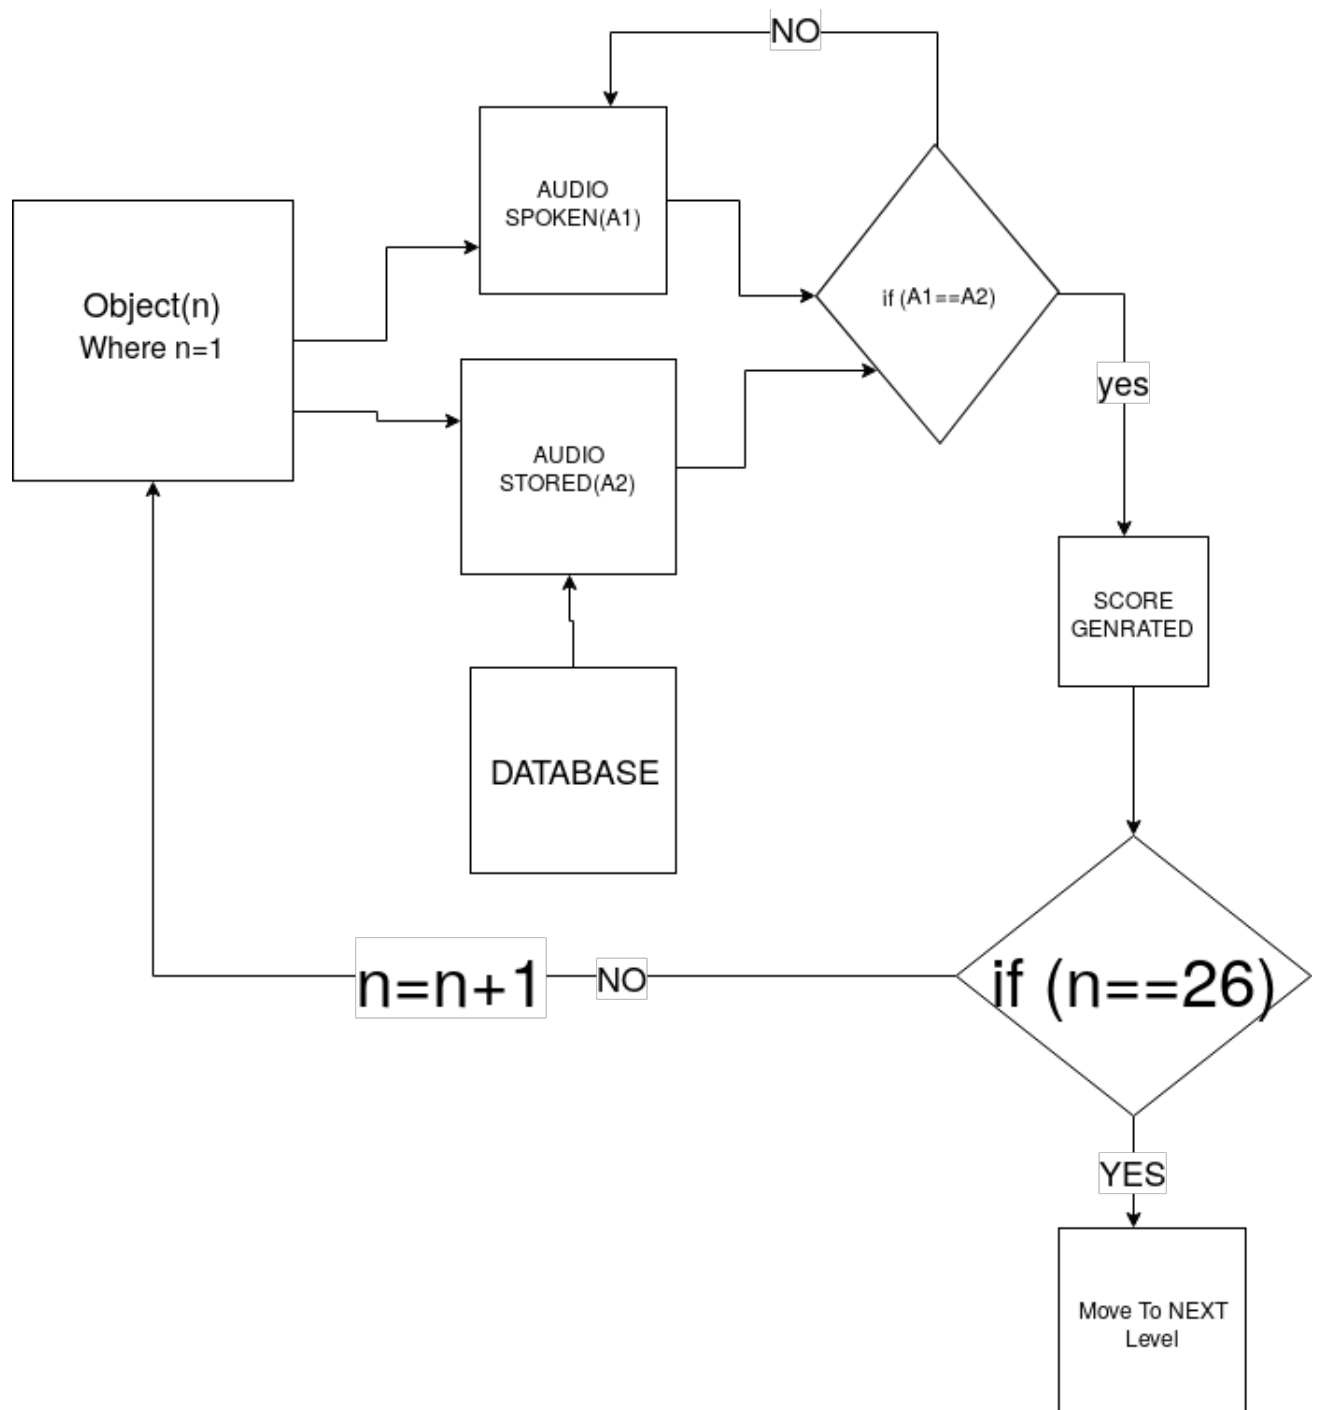 NO
AUDIO
SPOKEN(A1)
Object(n)
Where n=1
if (A1==A2)
yes
AUDIO
STORED(A2)
SCORE
GENRATED
DATABASE
n=n+1
NO
if (n==26)
YES
Move To NEXT
Level